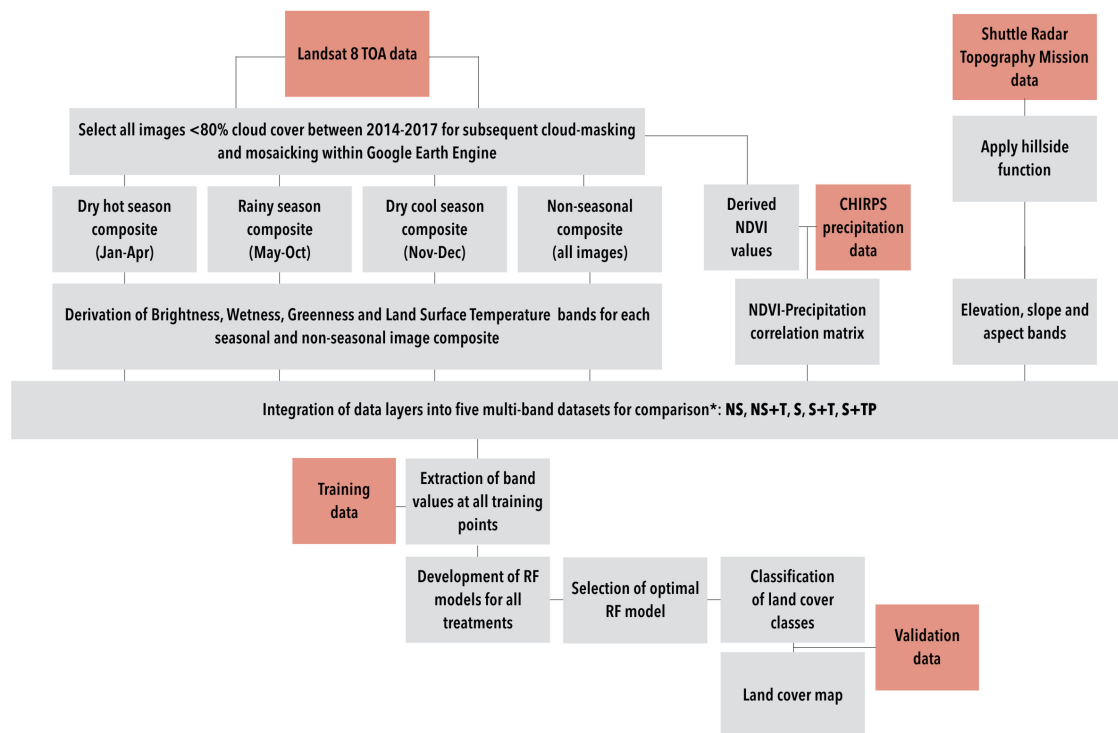 Landsat 8 TOA data
Shuttle Radar
Topography Mission
data
Select all images <80% cloud cover between 2014-2017 for subsequent cloud-masking
and mosaicking within Google Earth Engine
Apply hillside
function
Dry hot season
composite
(Jan-Apr)
Rainy season
composite
(May-Oct)
Dry cool season
composite
(Nov-Dec)
Non-seasonal
composite
(all images)
Derived
NDVI
values
CHIRPS
precipitation
data
Derivation of Brightness, Wetness, Greenness and Land Surface Temperature bands for each
seasonal and non-seasonal image composite
NDVI-Precipitation
correlation matrix
Elevation, slope and
aspect bands
Integration of data layers into five multi-band datasets for comparison*: NS, NS+T, S, S+T, S+TP
Training
data
Extraction of band
values at all training
points
Development of RF
models for all
treatments
Selection of optimal
RF model
Classification
of land cover
classes
Validation
data
Land cover map